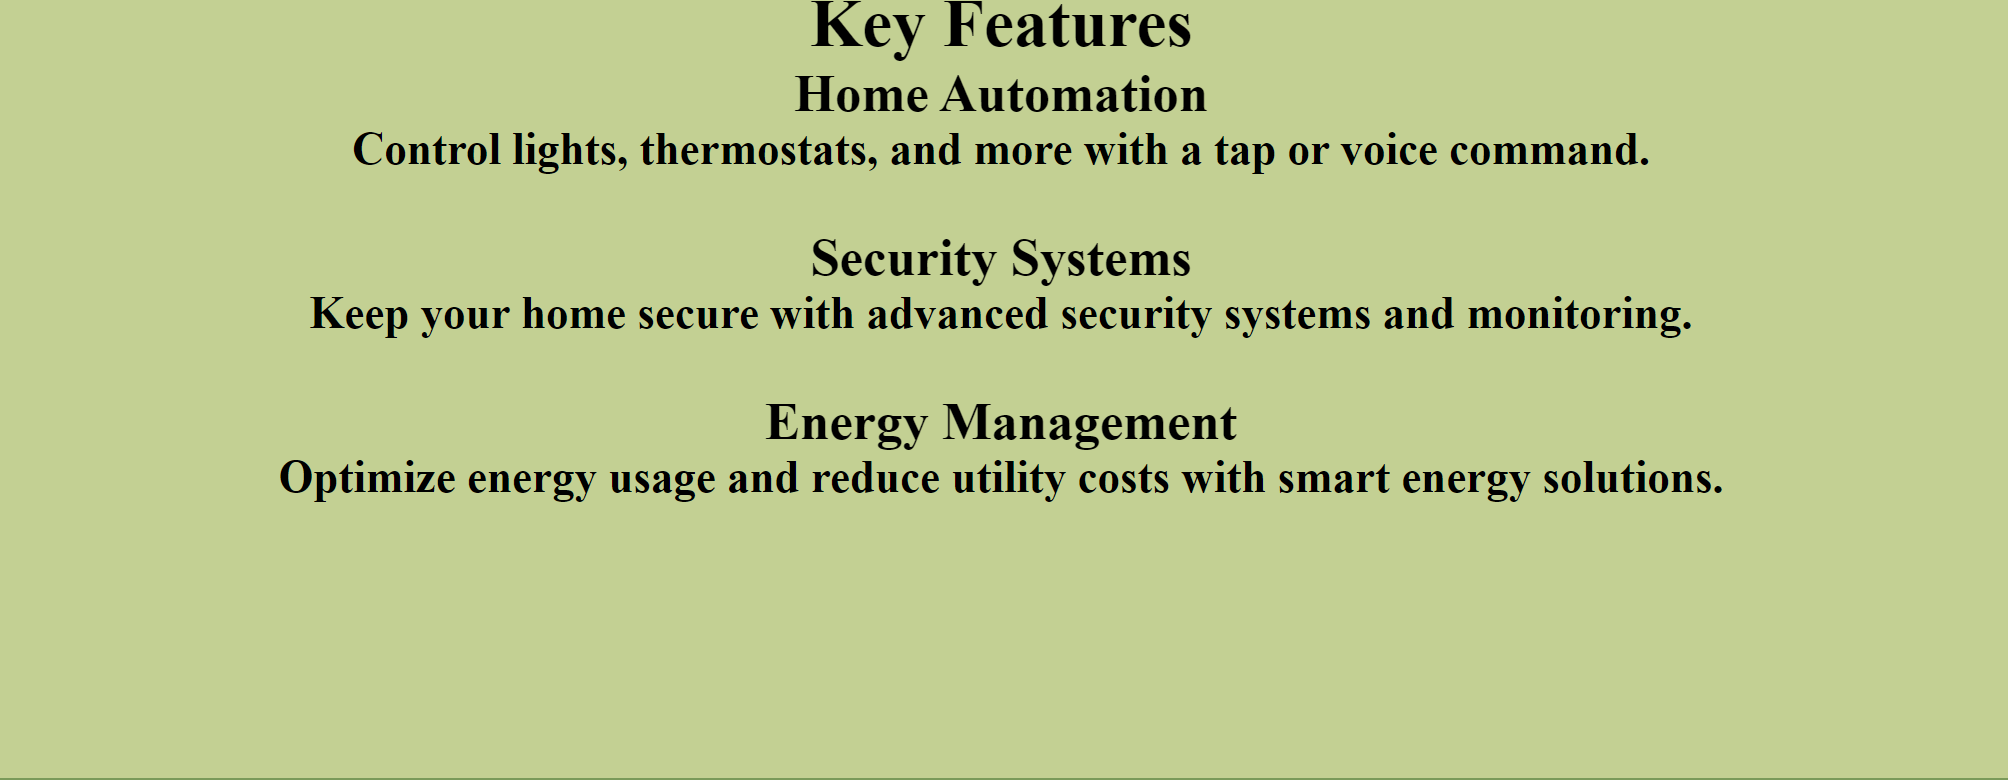 Key Features
Home Automation
Control lights, thermostats, and more with a tap or voice command.
Security Systems
Keep your home secure with advanced security systems and monitoring.
Energy Management
Optimize energy usage and reduce utility costs with smart energy solutions.